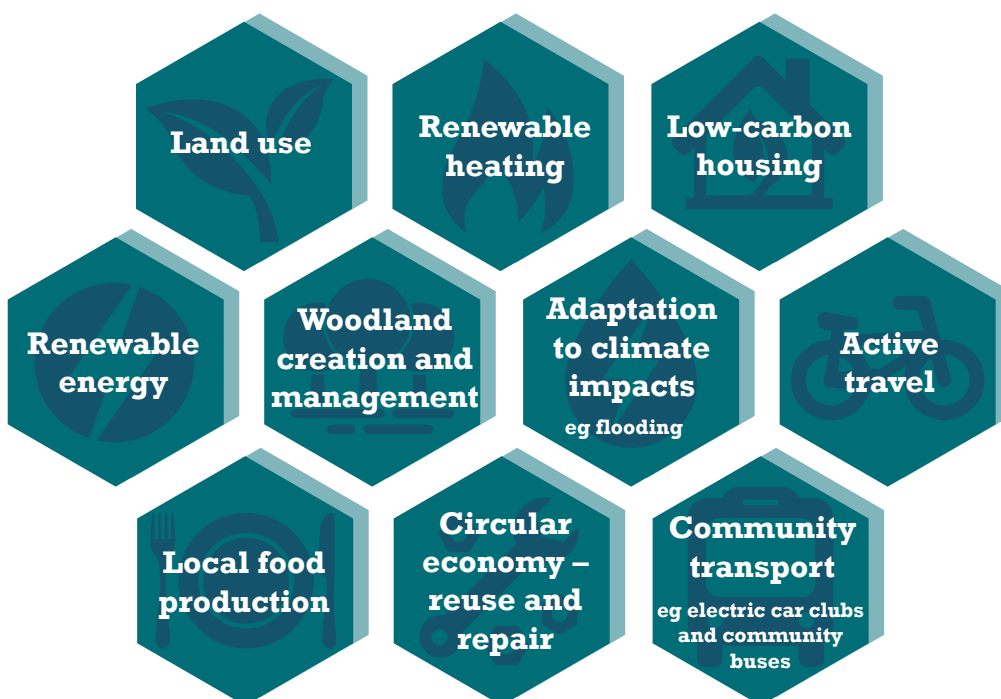 Land use
Renewable
heating
Low-carbon
housing
Renewable
energy
Woodland
creation and
management
Adaptation
to climate
impacts
eg flooding
Active
travel
Local food
production
Circular
economy –
reuse and
repair
Community
transport
eg electric car clubs
and community
buses